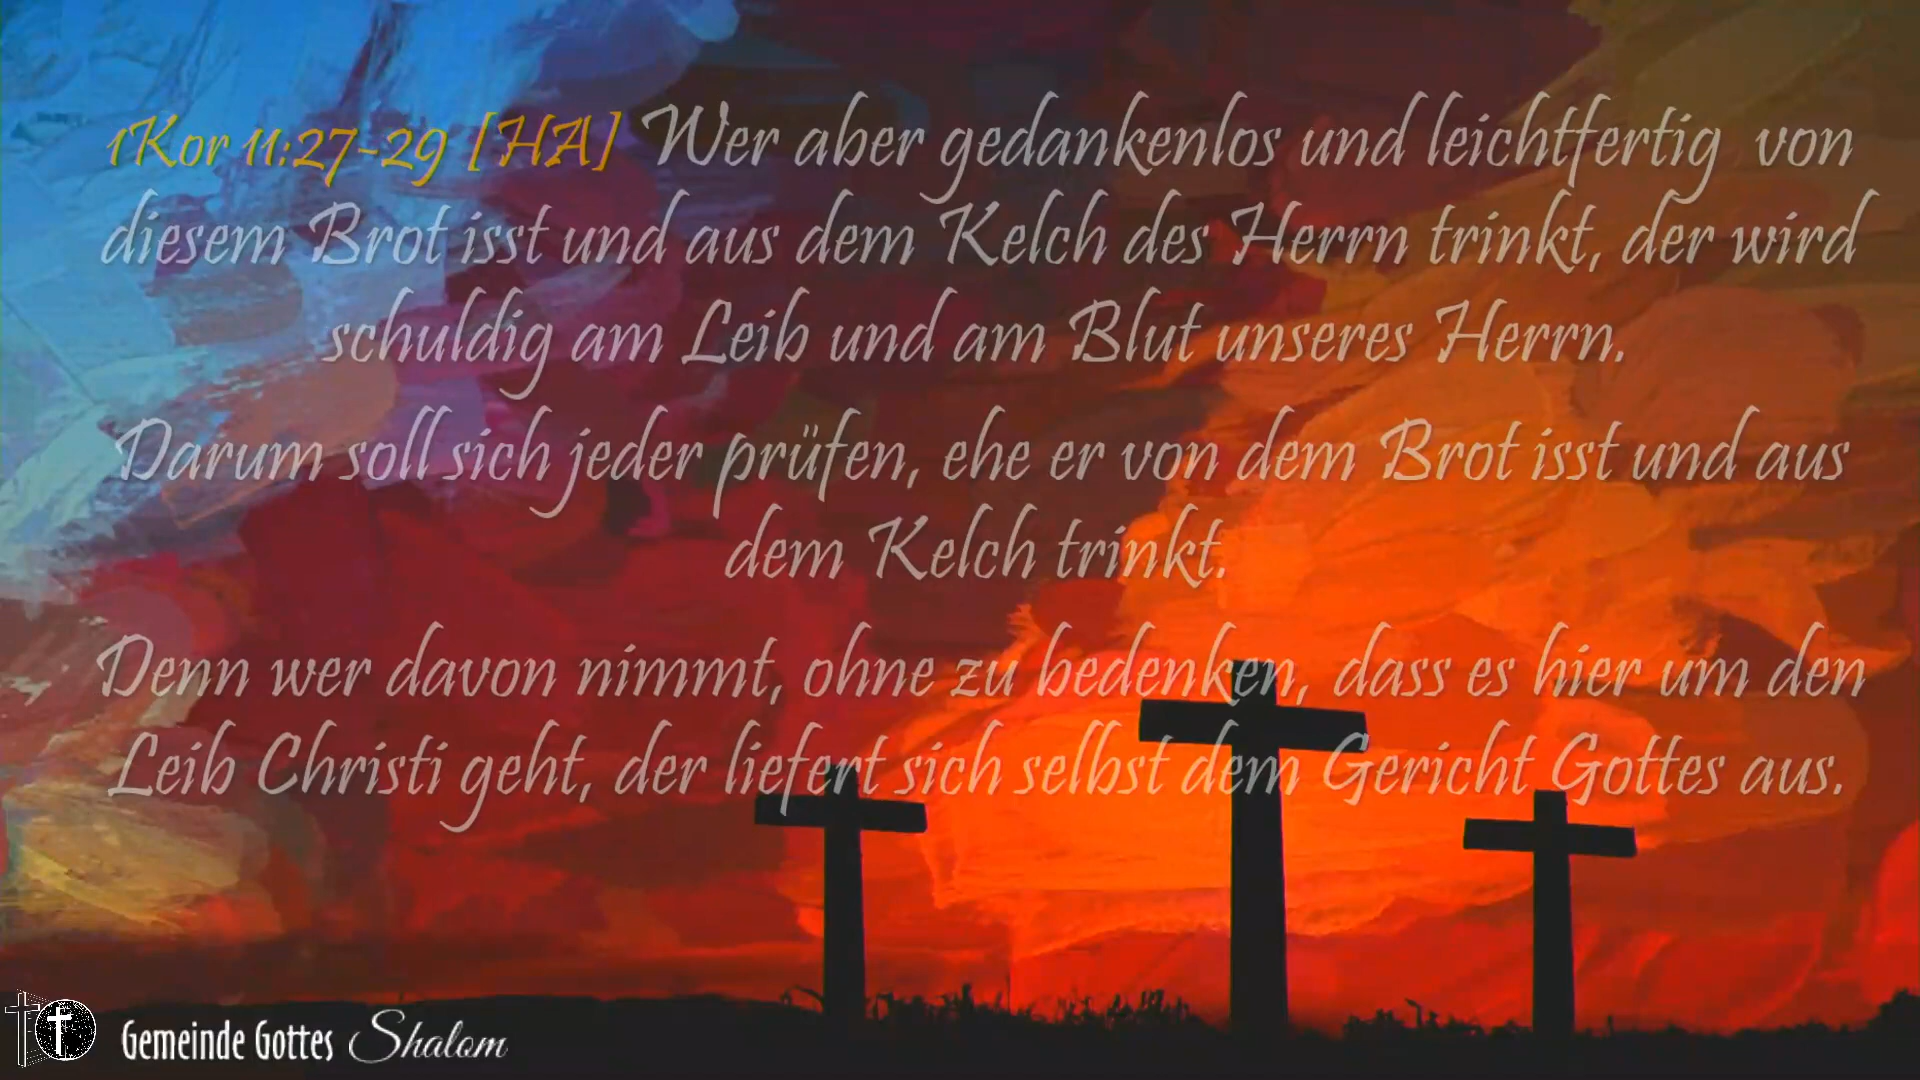 1Kor 11:27-29 [HA] Wer aber gedankenlos und leichtfertig von
diesem Brot isst und aus dem Kelch des Herrn trinkt, der wird
schuldig am Leib und am Blut unseres Herrn.
Darum soll sich jeder prüfen, ehe er von dem Brot isst und aus
dem Kelch trinkt.
Denn wer davon nimmt, ohne zu bedenken, dass es hier um den
Leib Christi geht, der liefert sich selbst dem Gericht Gottes aus.
Gemeinde Gottes Shalom